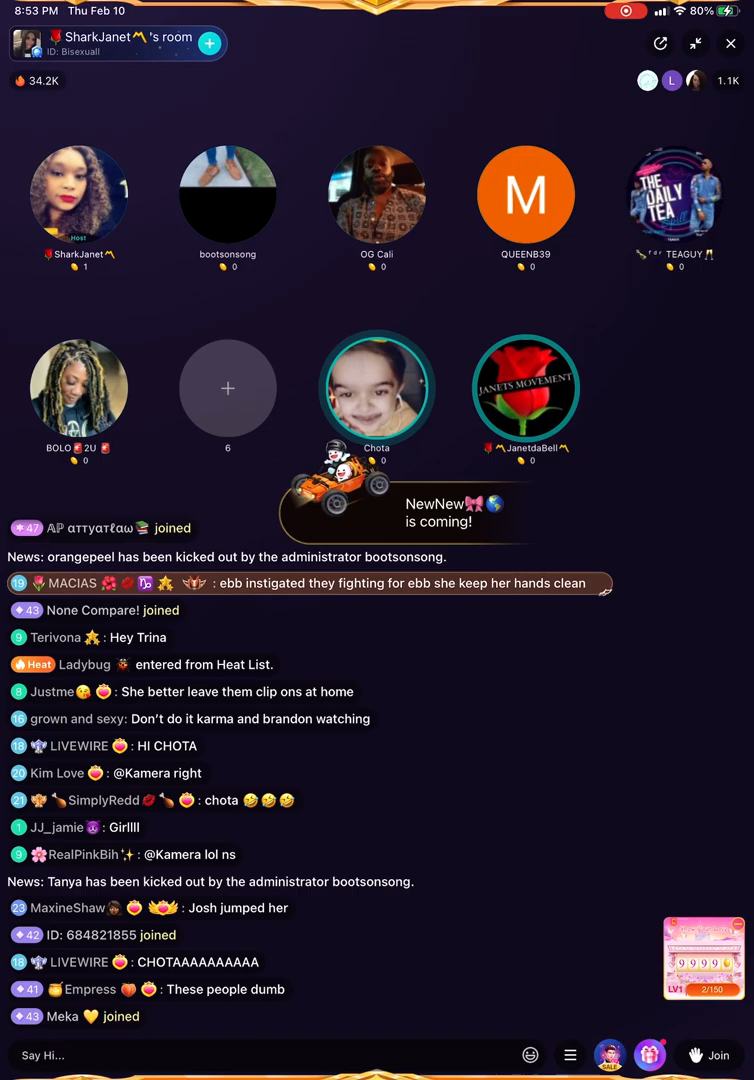 8:53 PM Thu Feb 10
80%
🌹SharkJanet〽️'s room
ID: Bisexuall
34.2K
L
1.1K
Host
M
THE DAILY TEA
🌹SharkJanet〽️
bootssong
OG Cali
QUEENB39
TEAGUY🥂
1
0
0
0
0
JANETS MOVEMENT
BOLO🚨2U 🚨
6
Chota
🌹〽️JanetdaBell〽️
0
0
0
NewNew🎀🌎
is coming!
47 𝔸ℙ αттуαтℓαω📚 joined
News: orangepeel has been kicked out by the administrator bootsonsong.
19 🌹MACIAS 🌺💋♑🌟 : ebb instigated they fighting for ebb she keep her hands clean
43 None Compare! joined
9 Terivona 🌟: Hey Trina
Heat Ladybug 🐞 entered from Heat List.
8 Justme😘 : She better leave them clip ons at home
16 grown and sexy: Don't do it karma and brandon watching
18 LIVEWIRE : HI CHOTA
20 Kim Love : @Kamera right
21 🍗SimplyRedd💋🍗 : chota 🤣🤣🤣
1 JJ_jamie😈: Girllll
9 🌸RealPinkBih✨: @Kamera lol ns
News: Tanya has been kicked out by the administrator bootsonsong.
23 MaxineShaw : Josh jumped her
42 ID: 684821855 joined
18 LIVEWIRE : CHOTAAAAAAAAAA
41 🍯Empress 🍑 : These people dumb
43 Meka 💛 joined
9999
LV1 2/150
Say Hi...
SALE
👋 Join